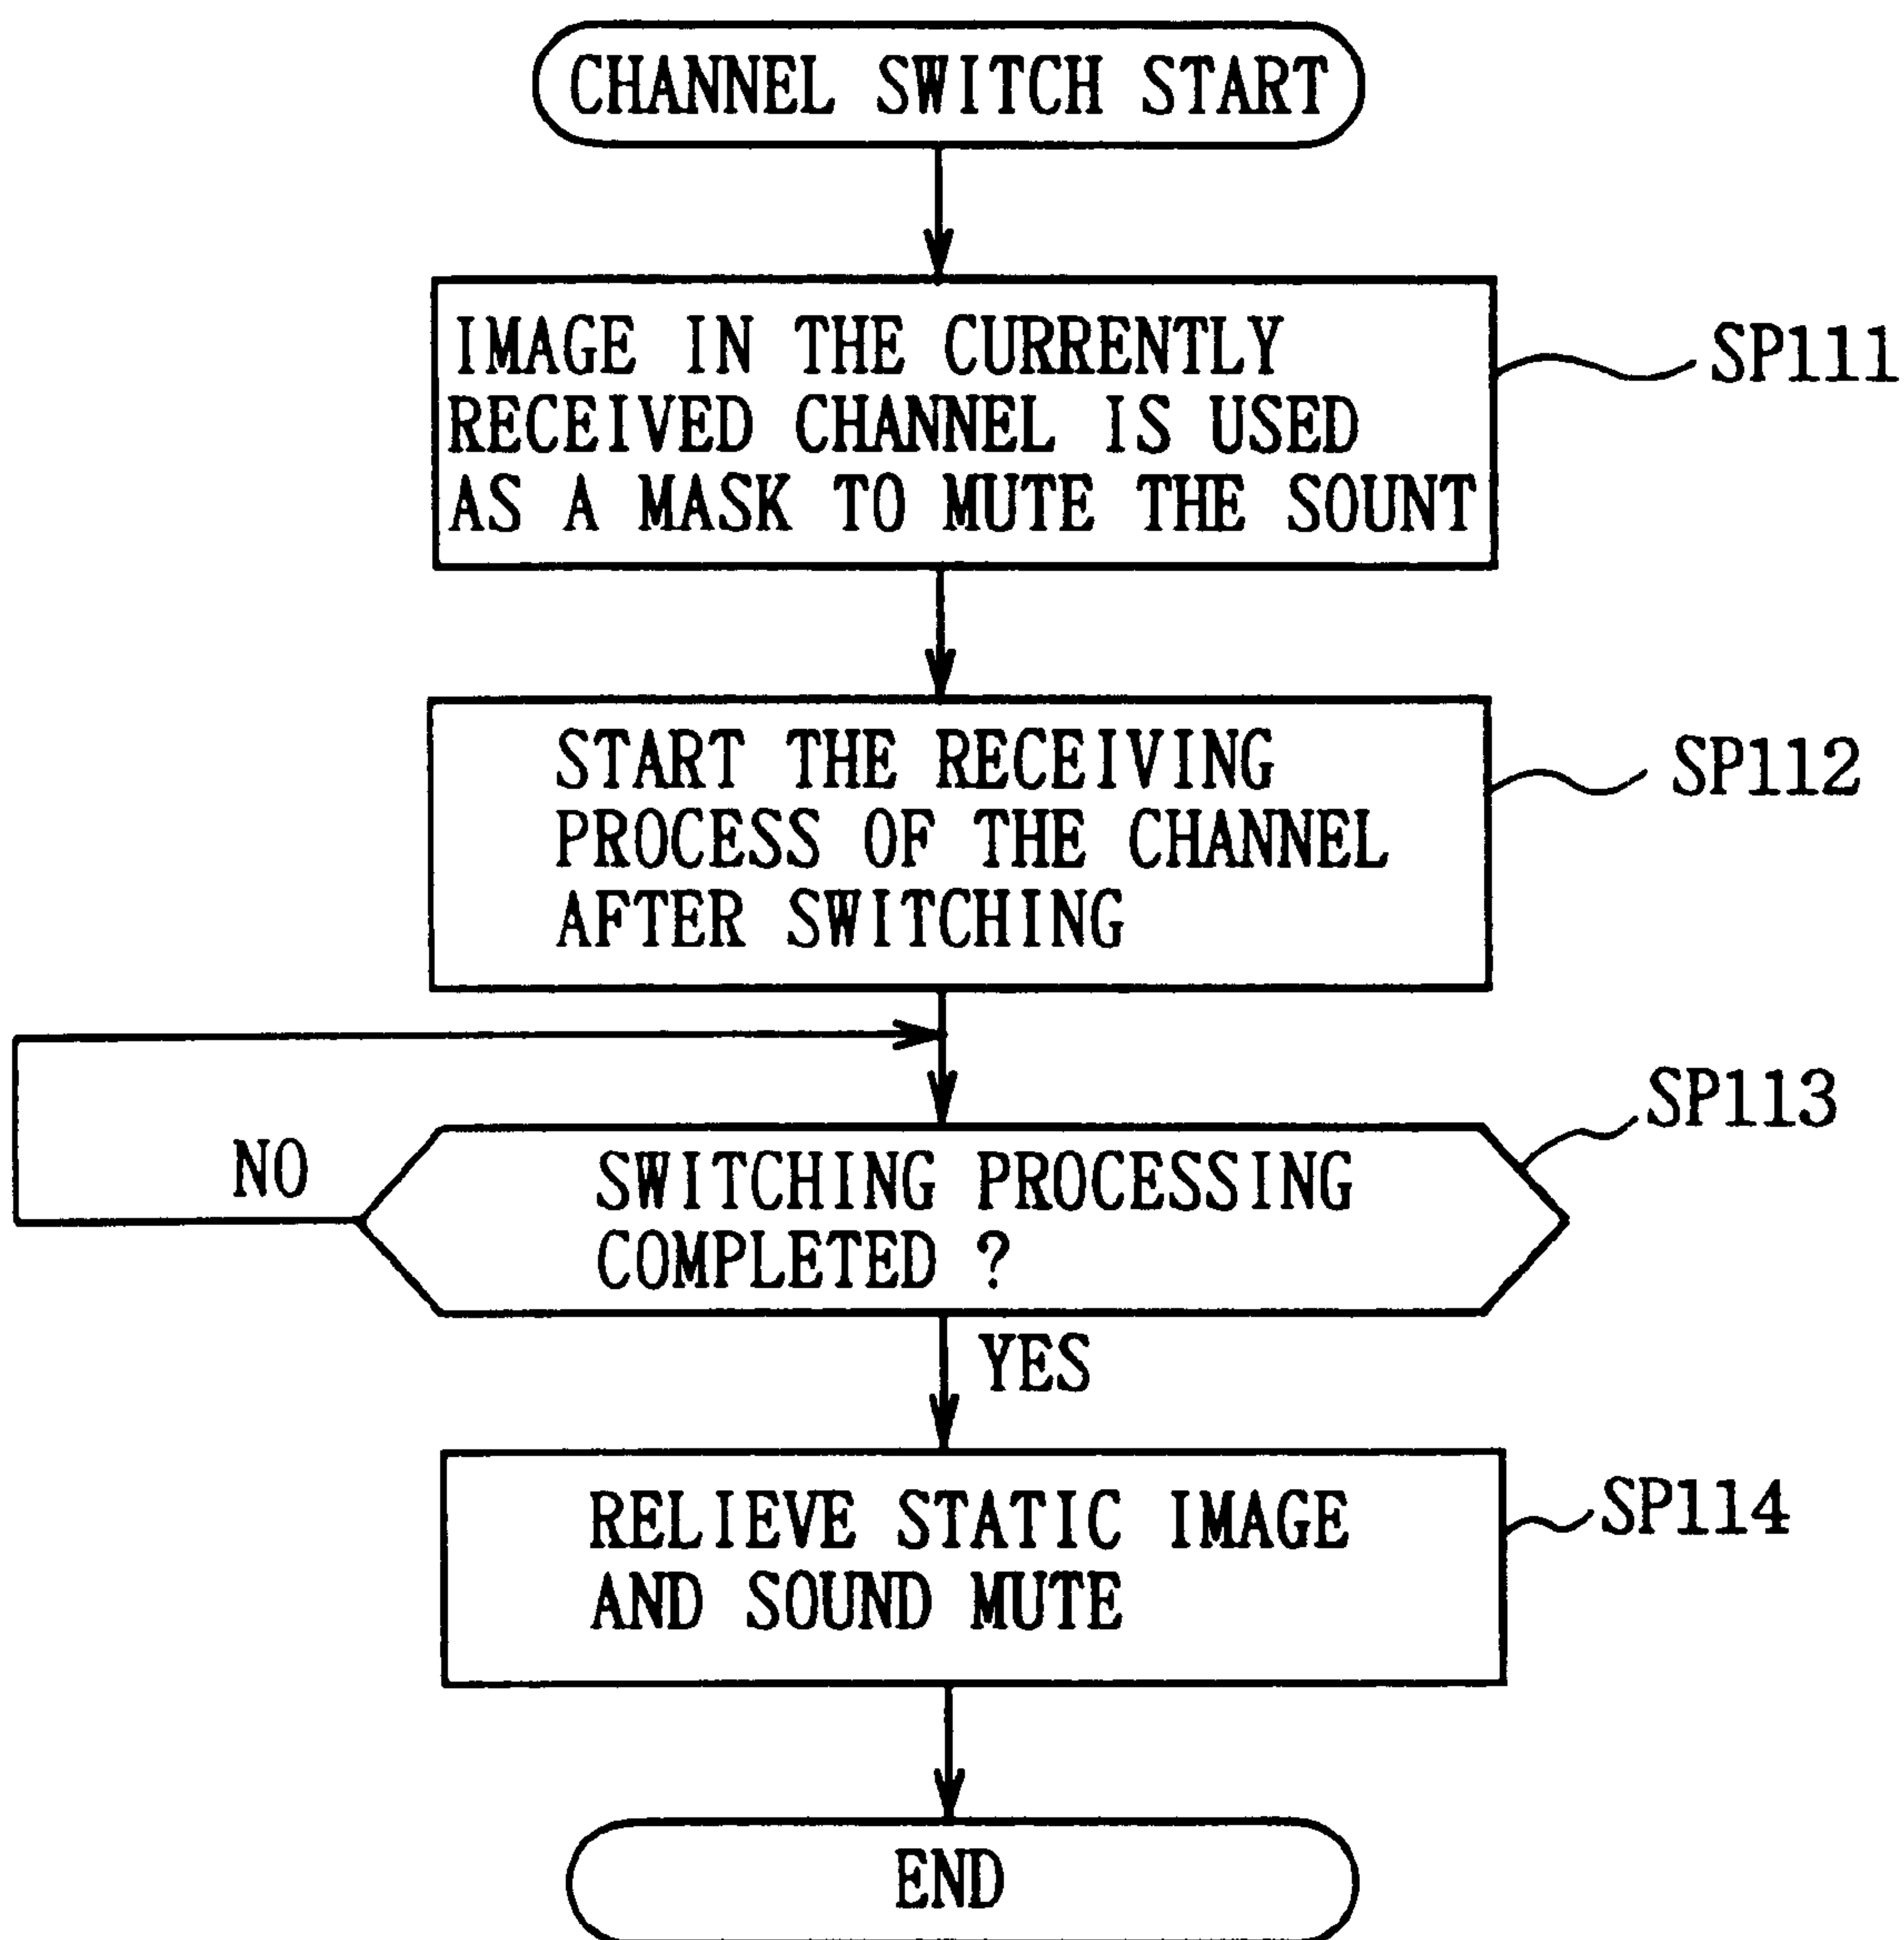 CHANNEL SWITCH START
IMAGE IN THE CURRENTLY
RECEIVED CHANNEL IS USED
AS A MASK TO MUTE THE SOUNT
SP111
START THE RECEIVING
PROCESS OF THE CHANNEL
AFTER SWITCHING
SP112
SP113
NO
SWITCHING PROCESSING
COMPLETED ?
YES
RELIEVE STATIC IMAGE
AND SOUND MUTE
SP114
END